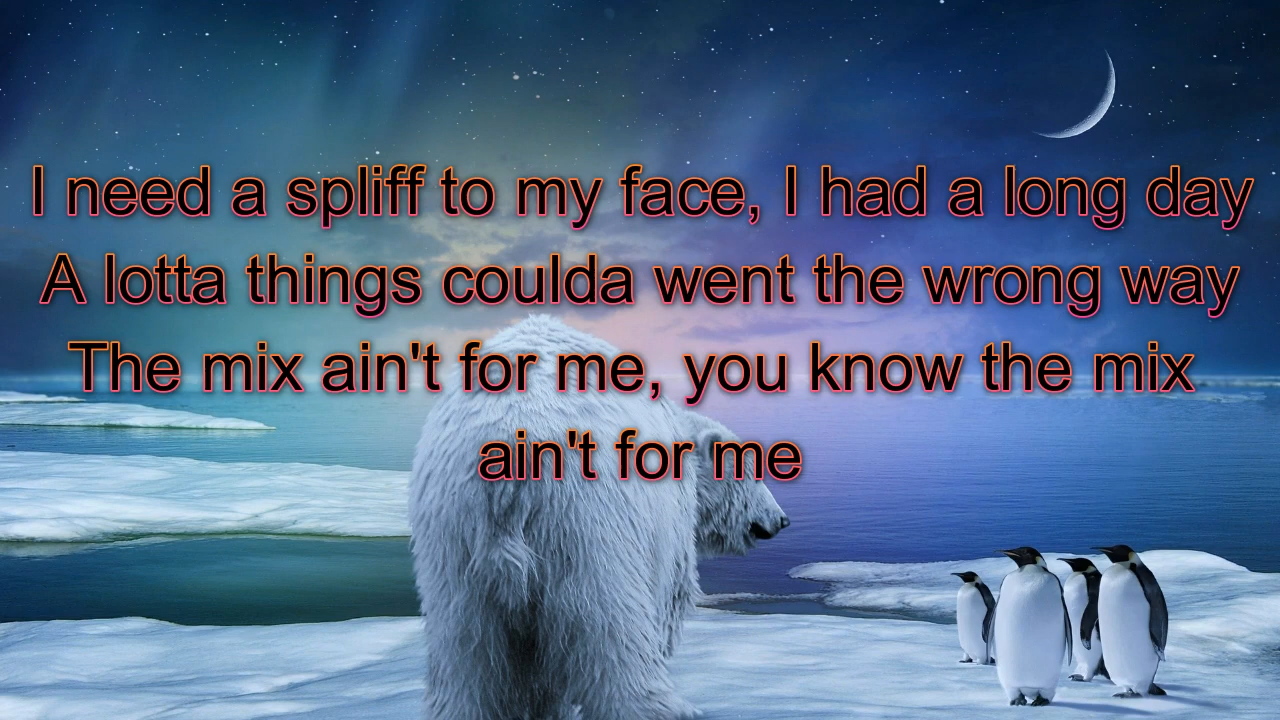 I need a spliff to my face, I had a long day
A lotta things coulda went the wrong way
The mix ain't for me, you know the mix
ain't for me